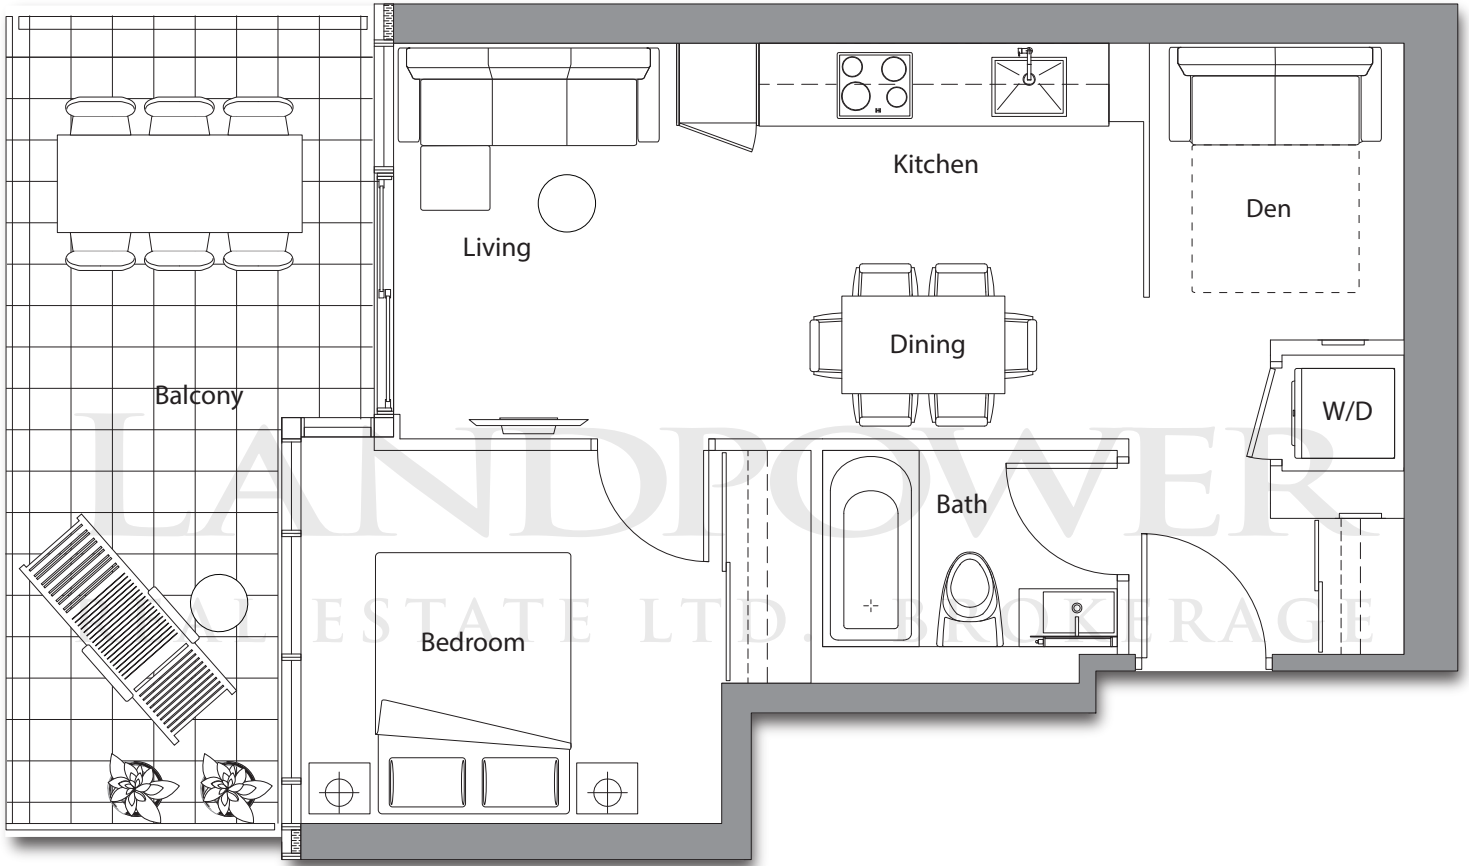 Kitchen
Den
Living
Dining
Balcony
W/D
LANDPOWER
Bath
AL ESTATE LTD. BROKERAGE
Bedroom